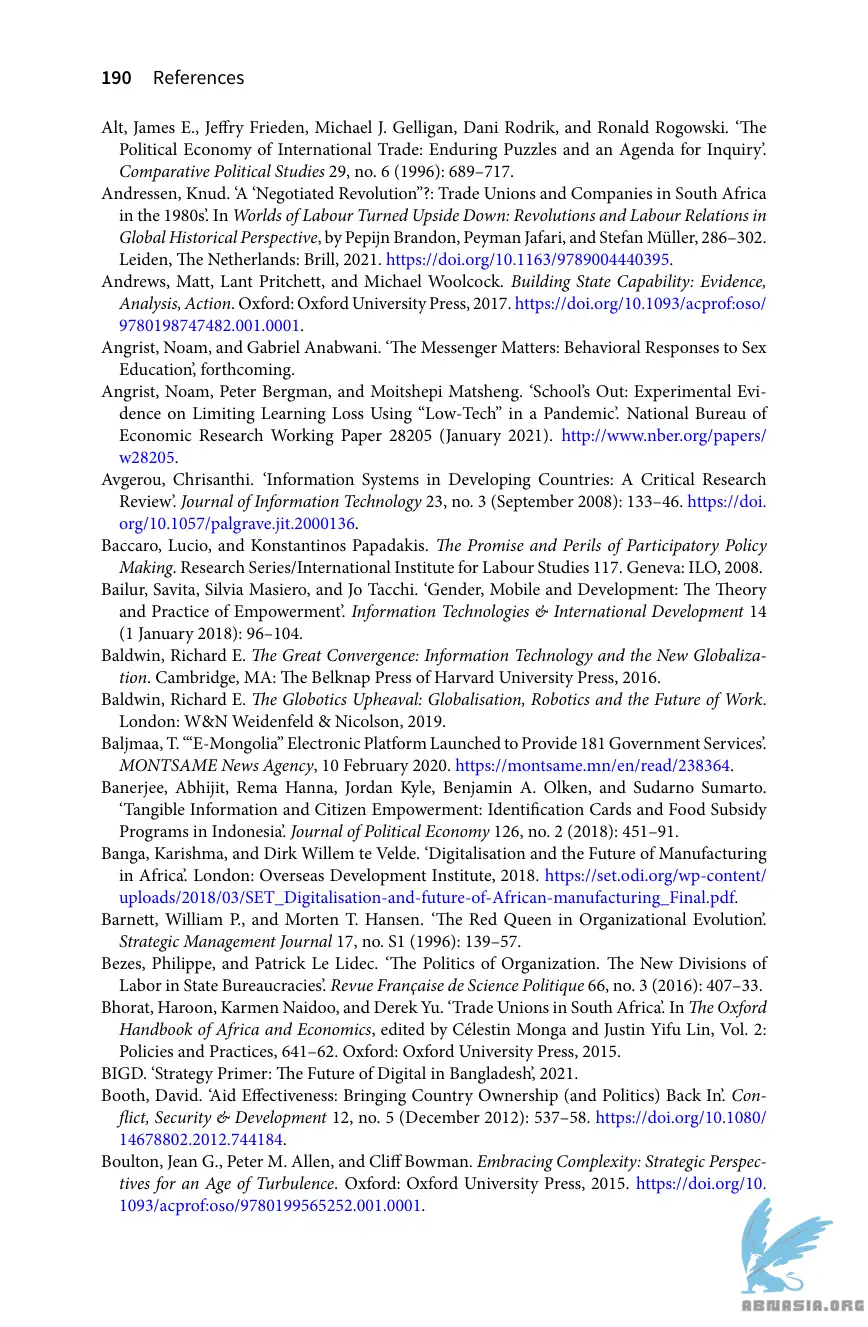 190 References
Alt, James E., Jeffry Frieden, Michael J. Gelligan, Dani Rodrik, and Ronald Rogowski. ‘The
Political Economy of International Trade: Enduring Puzzles and an Agenda for Inquiry’.
Comparative Political Studies 29, no. 6 (1996): 689–717.
Andressen, Knud. ‘A ‘Negotiated Revolution”?: Trade Unions and Companies in South Africa
in the 1980s’. In Worlds of Labour Turned Upside Down: Revolutions and Labour Relations in
Global Historical Perspective, by Pepijn Brandon, Peyman Jafari, and Stefan Müller, 286–302.
Leiden, The Netherlands: Brill, 2021. https://doi.org/10.1163/9789004440395.
Andrews, Matt, Lant Pritchett, and Michael Woolcock. Building State Capability: Evidence,
Analysis, Action. Oxford: Oxford University Press, 2017. https://doi.org/10.1093/acprof:oso/
9780198747482.001.0001.
Angrist, Noam, and Gabriel Anabwani. ‘The Messenger Matters: Behavioral Responses to Sex
Education’, forthcoming.
Angrist, Noam, Peter Bergman, and Moitshepi Matsheng. ‘School’s Out: Experimental Evi-
dence on Limiting Learning Loss Using “Low-Tech” in a Pandemic’. National Bureau of
Economic Research Working Paper 28205 (January 2021). http://www.nber.org/papers/
w28205.
Avgerou, Chrisanthi. ‘Information Systems in Developing Countries: A Critical Research
Review’. Journal of Information Technology 23, no. 3 (September 2008): 133–46. https://doi.
org/10.1057/palgrave.jit.2000136.
Baccaro, Lucio, and Konstantinos Papadakis. The Promise and Perils of Participatory Policy
Making. Research Series/International Institute for Labour Studies 117. Geneva: ILO, 2008.
Bailur, Savita, Silvia Masiero, and Jo Tacchi. ‘Gender, Mobile and Development: The Theory
and Practice of Empowerment’. Information Technologies & International Development 14
(1 January 2018): 96–104.
Baldwin, Richard E. The Great Convergence: Information Technology and the New Globaliza-
tion. Cambridge, MA: The Belknap Press of Harvard University Press, 2016.
Baldwin, Richard E. The Globotics Upheaval: Globalisation, Robotics and the Future of Work.
London: W&N Weidenfeld & Nicolson, 2019.
Baljmaa, T. ‘“E-Mongolia” Electronic Platform Launched to Provide 181 Government Services’.
MONTSAME News Agency, 10 February 2020. https://montsame.mn/en/read/238364.
Banerjee, Abhijit, Rema Hanna, Jordan Kyle, Benjamin A. Olken, and Sudarno Sumarto.
‘Tangible Information and Citizen Empowerment: Identification Cards and Food Subsidy
Programs in Indonesia’. Journal of Political Economy 126, no. 2 (2018): 451–91.
Banga, Karishma, and Dirk Willem te Velde. ‘Digitalisation and the Future of Manufacturing
in Africa’. London: Overseas Development Institute, 2018. https://set.odi.org/wp-content/
uploads/2018/03/SET_Digitalisation-and-future-of-African-manufacturing_Final.pdf.
Barnett, William P., and Morten T. Hansen. ‘The Red Queen in Organizational Evolution’.
Strategic Management Journal 17, no. S1 (1996): 139–57.
Bezes, Philippe, and Patrick Le Lidec. ‘The Politics of Organization. The New Divisions of
Labor in State Bureaucracies’. Revue Française de Science Politique 66, no. 3 (2016): 407–33.
Bhorat, Haroon, Karmen Naidoo, and Derek Yu. ‘Trade Unions in South Africa’. In The Oxford
Handbook of Africa and Economics, edited by Célestin Monga and Justin Yifu Lin, Vol. 2:
Policies and Practices, 641–62. Oxford: Oxford University Press, 2015.
BIGD. ‘Strategy Primer: The Future of Digital in Bangladesh’, 2021.
Booth, David. ‘Aid Effectiveness: Bringing Country Ownership (and Politics) Back In’. Con-
flict, Security & Development 12, no. 5 (December 2012): 537–58. https://doi.org/10.1080/
14678802.2012.744184.
Boulton, Jean G., Peter M. Allen, and Cliff Bowman. Embracing Complexity: Strategic Perspec-
tives for an Age of Turbulence. Oxford: Oxford University Press, 2015. https://doi.org/10.
1093/acprof:oso/9780199565252.001.0001.
ABNASIA.ORG